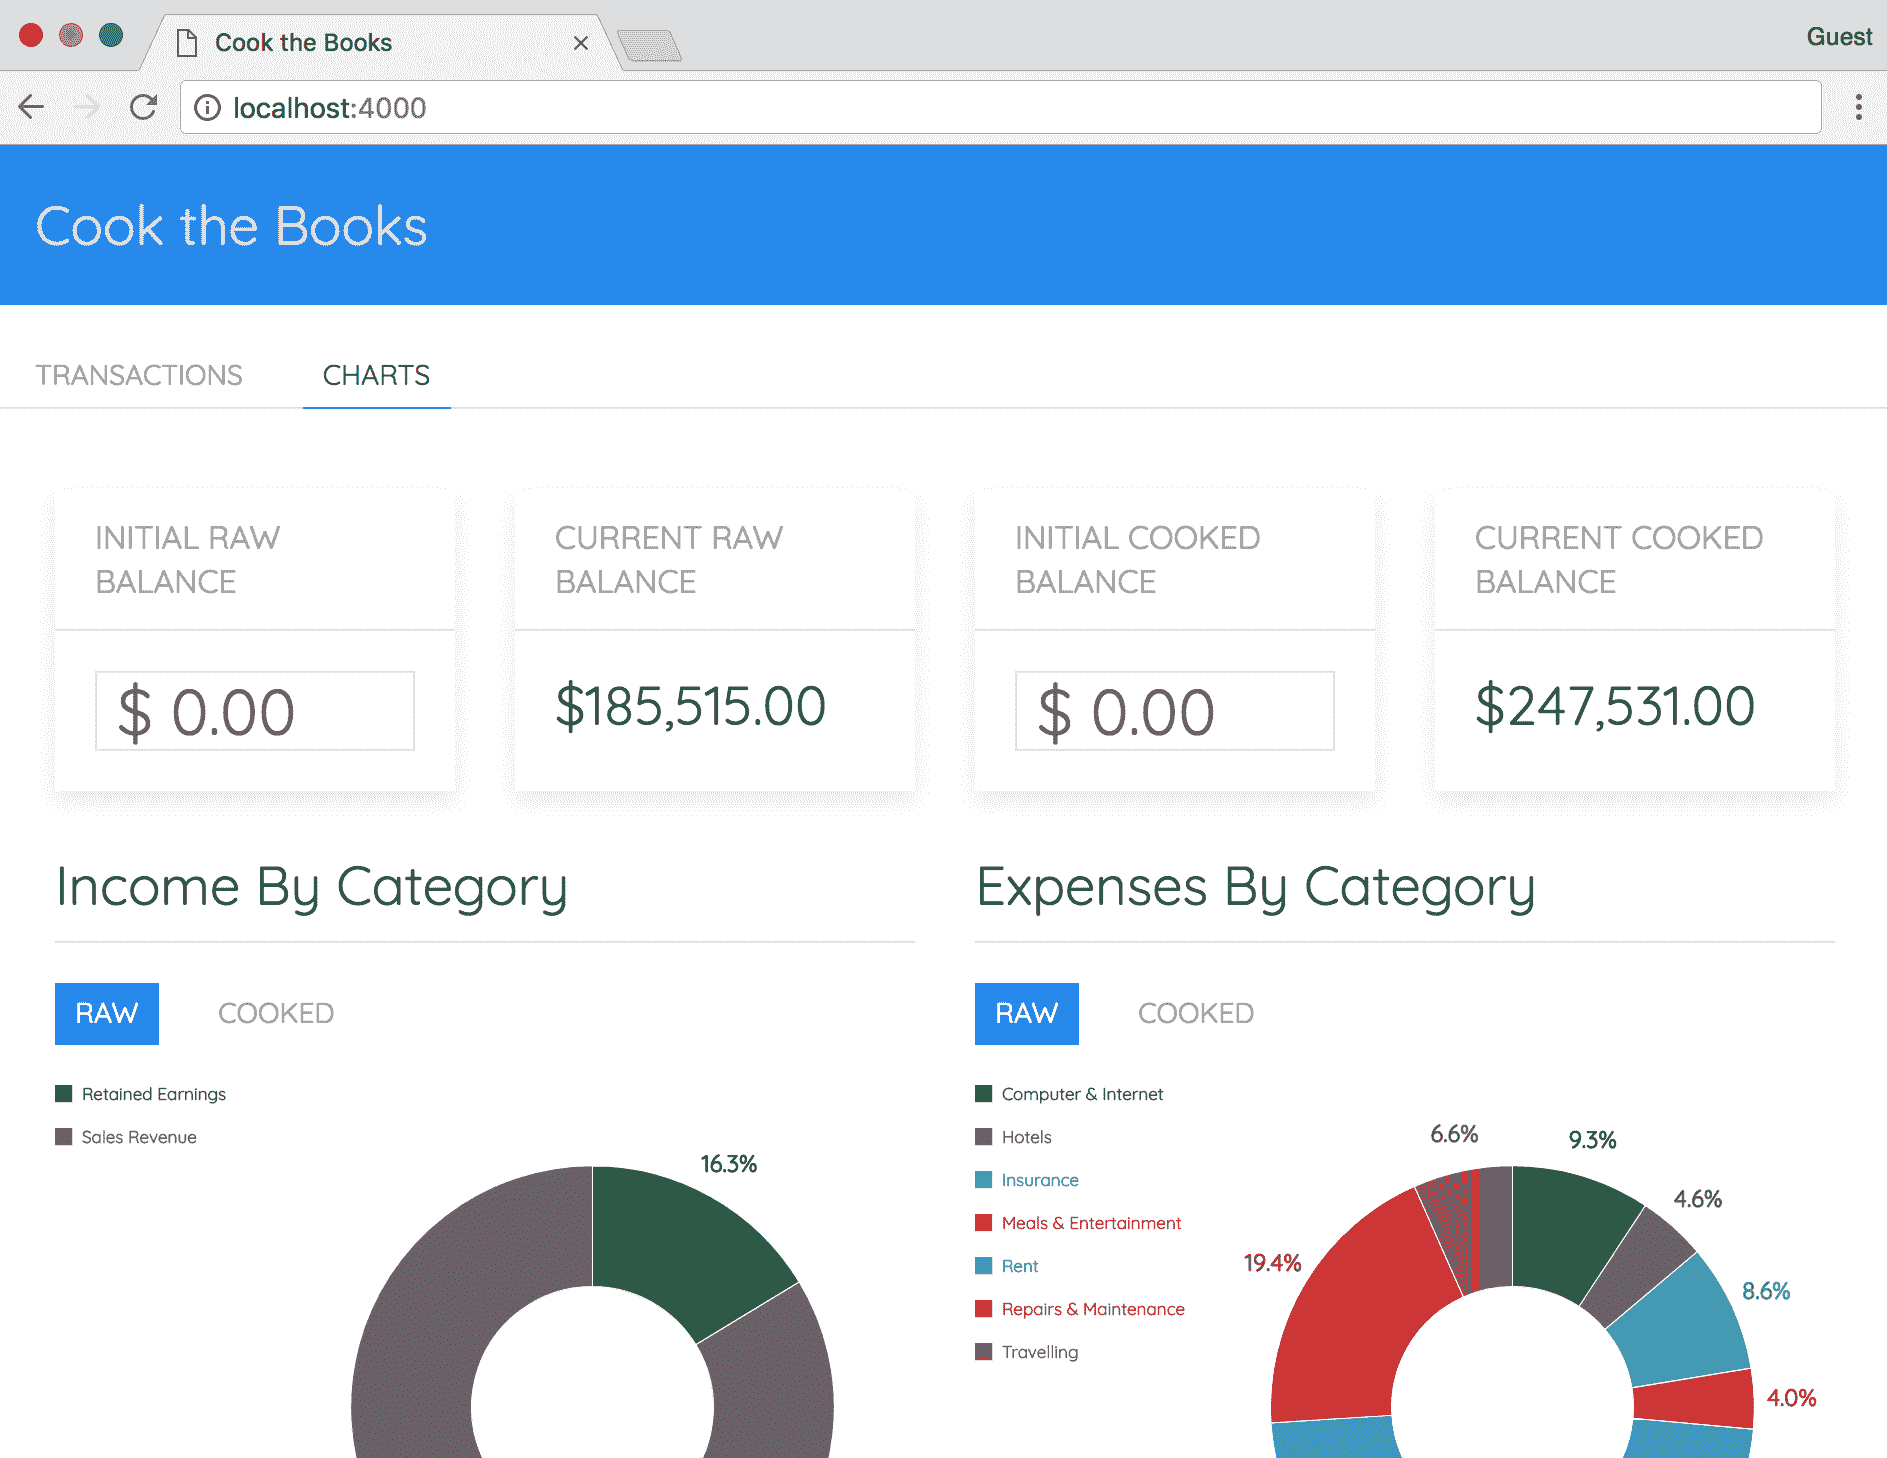 Cook the Books
Guest
localhost:4000
Cook the Books
TRANSACTIONS
CHARTS
INITIAL RAW
BALANCE
$ 0.00
CURRENT RAW
BALANCE
$185,515.00
INITIAL COOKED
BALANCE
$ 0.00
CURRENT COOKED
BALANCE
$247,531.00
Income By Category
RAW
COOKED
Retained Earnings
Sales Revenue
16.3%
Expenses By Category
RAW
COOKED
Computer & Internet
Hotels
Insurance
Meals & Entertainment
Rent
Repairs & Maintenance
Travelling
6.6%
9.3%
4.6%
19.4%
8.6%
4.0%